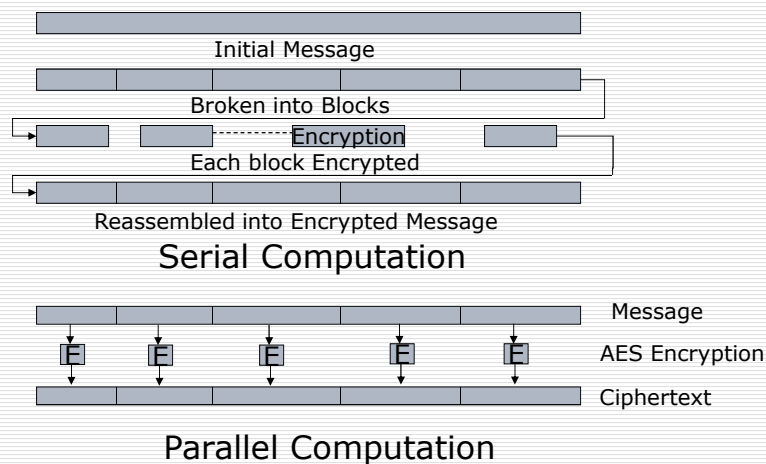 Initial Message
Broken into Blocks
Encryption
Each block Encrypted
Reassembled into Encrypted Message
Serial Computation
Message
E E E E E AES Encryption
Ciphertext
Parallel Computation